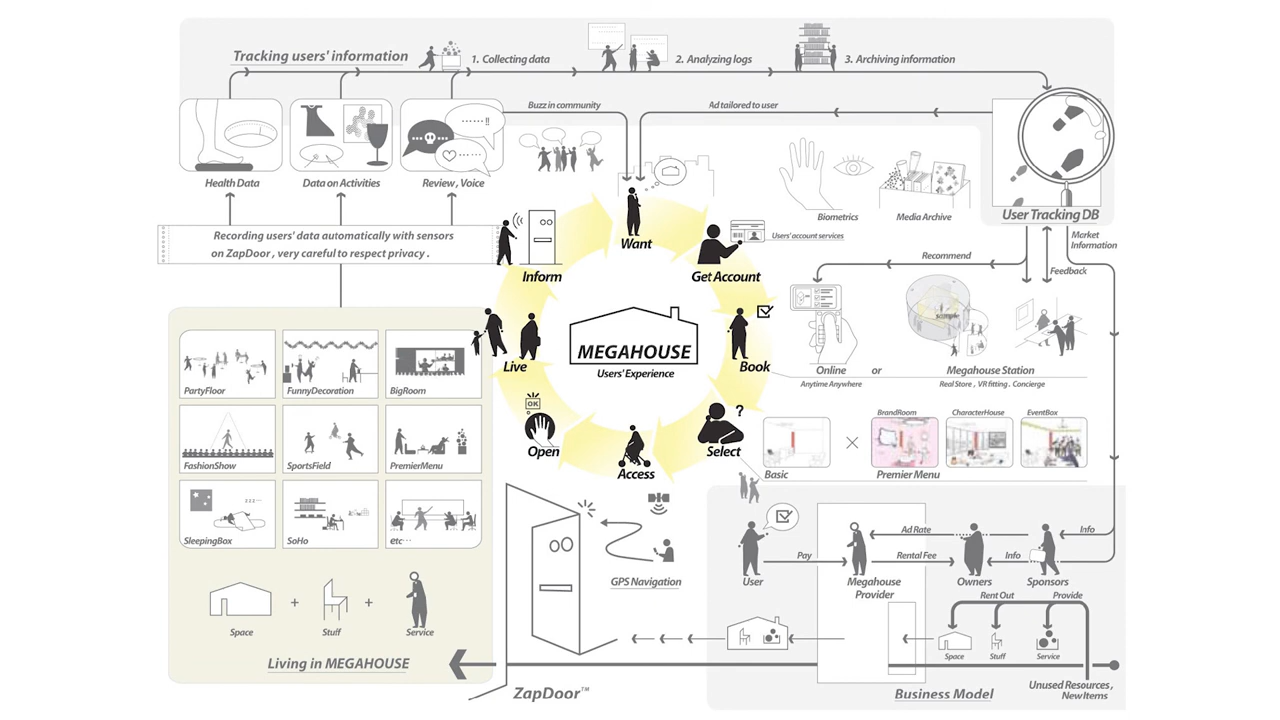 Tracking users' information
1. Collecting data
2. Analyzing logs
3. Archiving information
Buzz in community
Ad tailored to user
......!!
......
Health Data
Data on Activities
Review, Voice
Biometrics
Media Archive
User Tracking DB
Users' account services
Market
Information
Recording users' data automatically with sensors
on ZapDoor, very careful to respect privacy.
Want
Get Account
Book
Select
?
Access
Open
OK
Live
Inform
MEGAHOUSE
Users' Experience
Recommend
Feedback
sample
Online
or
Megahouse Station
Anytime Anywhere
Real Store, VR fitting. Concierge
PartyFloor
FunnyDecoration
BigRoom
FashionShow
SportsField
PremierMenu
SleepingBox
zzz...
SoHo
etc...
Space
+
Stuff
+
Service
Living in MEGAHOUSE
BrandRoom
CharacterHouse
EventBox
Basic
×
Premier Menu
GPS Navigation
ZapDoor™
User
Pay
Megahouse
Provider
Ad Rate
Rental Fee
Owners
Info
Sponsors
Info
Rent Out
Provide
Space
Stuff
Service
Unused Resources,
New Items
Business Model